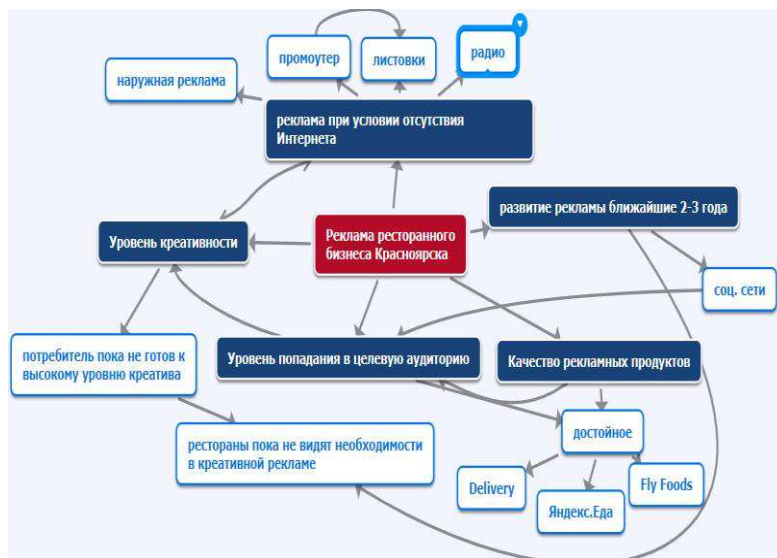 промоутер
листовки
радио
наружная реклама
реклама при условии отсутствия
Интернета
развитие рекламы ближайшие 2-3 года
Уровень креативности
Реклама ресторанного
бизнеса Красноярска
соц. сети
потребитель пока не готов к
высокому уровню креатива
Уровень попадания в целевую аудиторию
Качество рекламных продуктов
рестораны пока не видят необходимости
в креативной рекламе
достойное
Delivery
Яндекс.Еда
Fly Foods